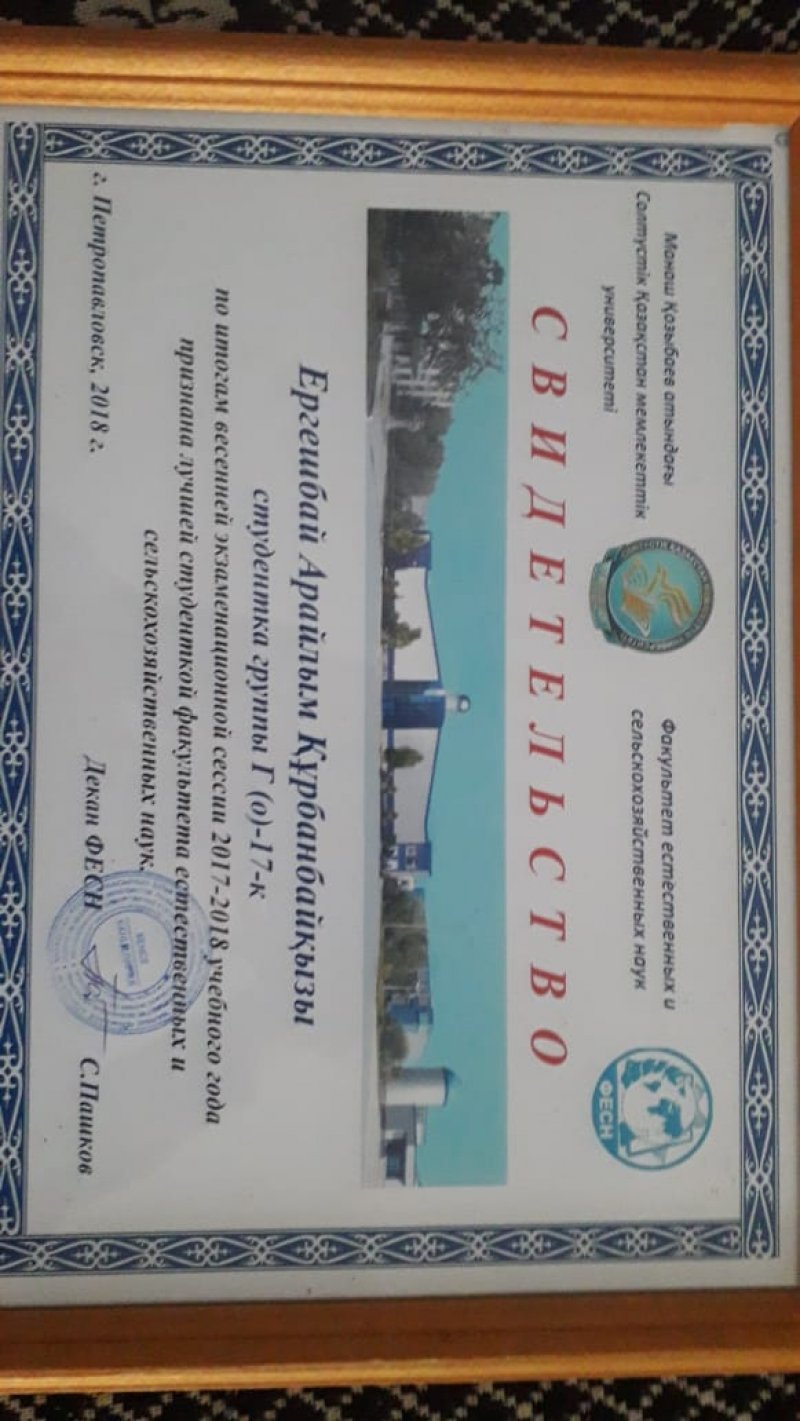 Манаш Қазыбаев атындағы
Солтүстік Қазақстан мемлекеттік
университеті
Факультет естественных и
сельскохозяйственных наук
ФЕСН
СВИДЕТЕЛЬСТВО
Ергешбай Арайлым Құрбанбайқызы
студентка группы Г (о)-17-к
по итогам весенней экзаменационной сессии 2017-2018 учебного года
признана лучшей студенткой факультета естественных и
сельскохозяйственных наук.
Декан ФЕСН С.Пашков
г. Петропавловск, 2018 г.